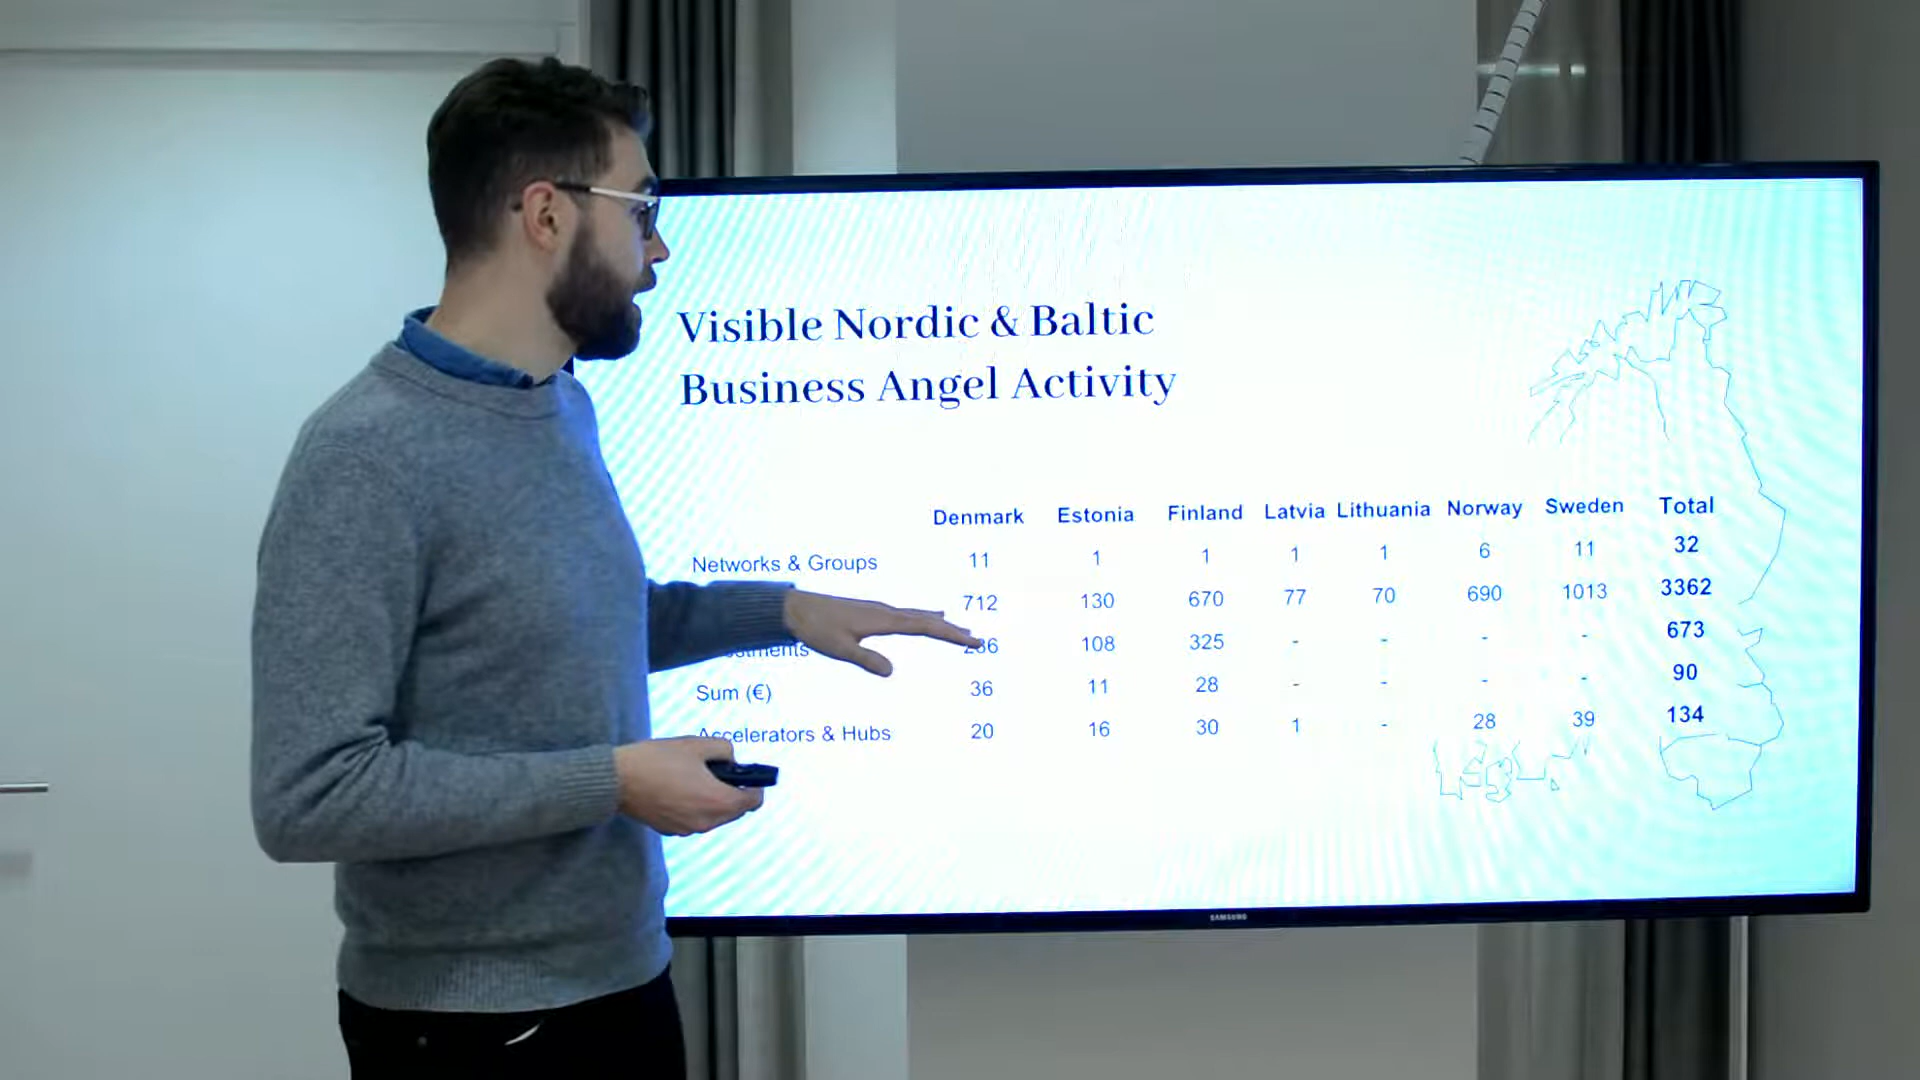 Visible Nordic & Baltic
Business Angel Activity
Denmark Estonia Finland Latvia Lithuania Norway Sweden Total
Networks & Groups 11 1 1 1 1 6 11 32
712 130 670 77 70 690 1013 3362
108 325 - - - - 673
Sum (€) 36 11 28 - - - - 90
Accelerators & Hubs 20 16 30 1 - 28 39 134
SAMSUNG